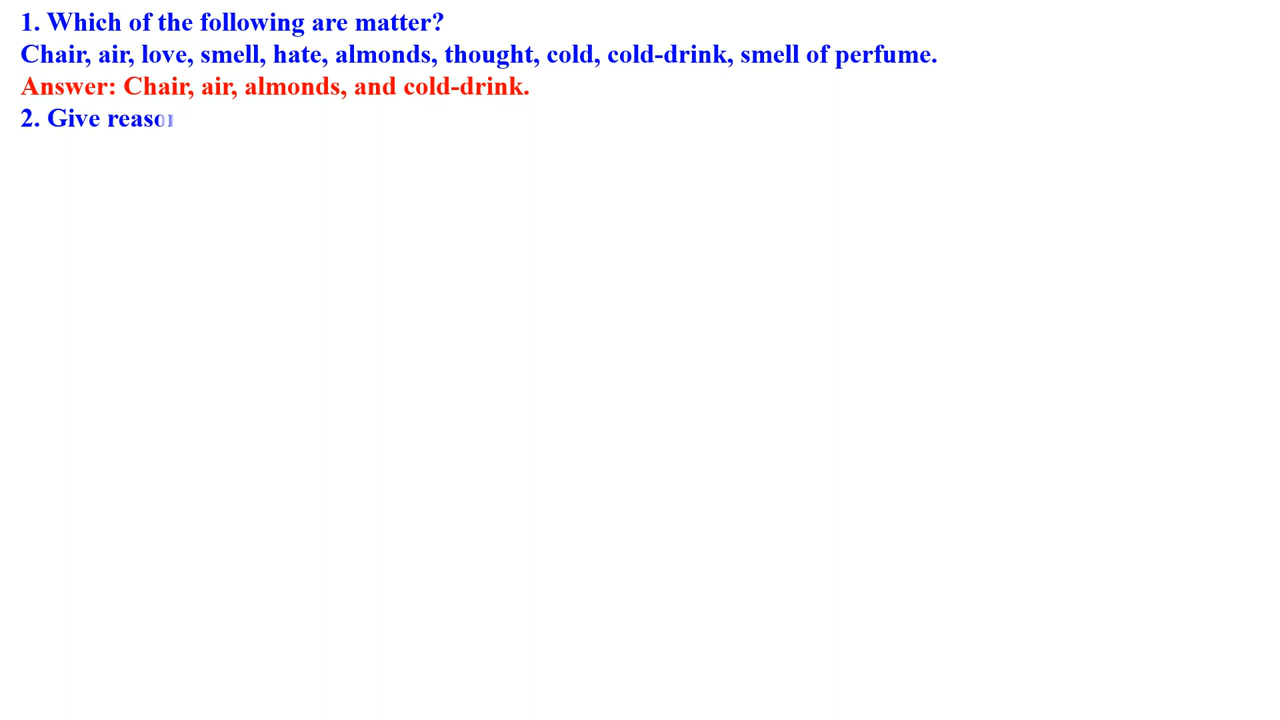 1. Which of the following are matter?
Chair, air, love, smell, hate, almonds, thought, cold, cold-drink, smell of perfume.
Answer: Chair, air, almonds, and cold-drink.
2. Give reason